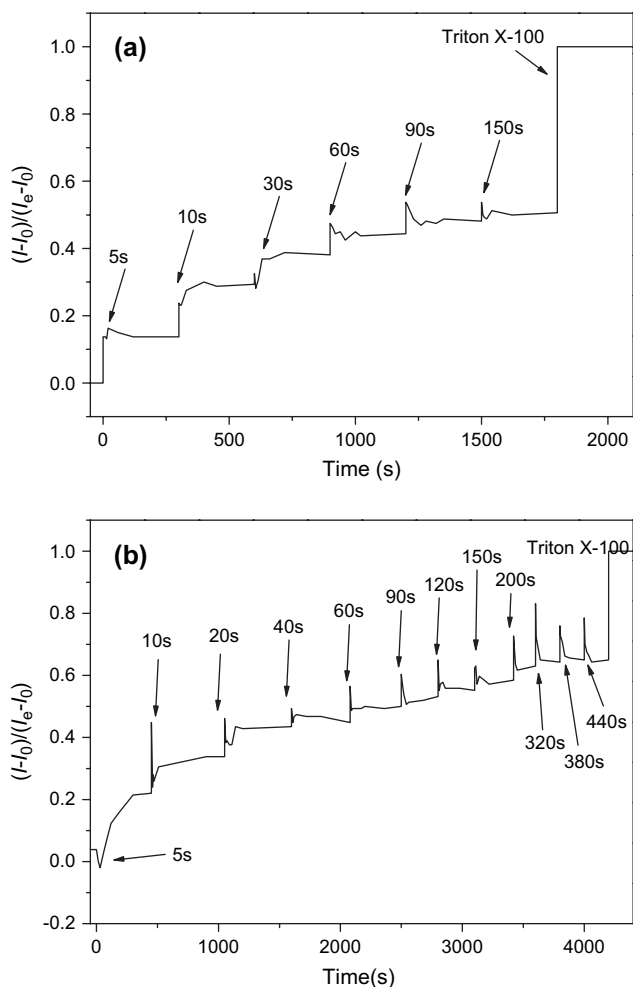 (a)
Triton X-100
1.0
0.8
0.6
0.4
0.2
0.0
(I-I0)/(Ie-I0)
5s
10s
30s
60s
90s
150s
0
500
1000
1500
2000
Time (s)
(b)
Triton X-100
1.0
0.8
0.6
0.4
0.2
0.0
-0.2
(I-I0)/(Ie-I0)
5s
10s
20s
40s
60s
90s
120s
150s
200s
320s
380s
440s
0
1000
2000
3000
4000
Time(s)